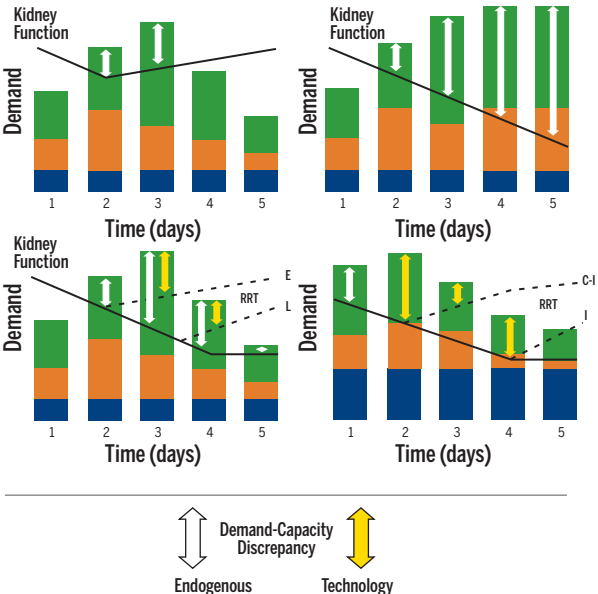 Kidney
Function
Demand
1 2 3 4 5
Time (days)
Kidney
Function
Demand
1 2 3 4 5
Time (days)
Kidney
Function
Demand
E
RRT
L
1 2 3 4 5
Time (days)
Demand
C-I
RRT
I
1 2 3 4 5
Time (days)
Demand-Capacity
Discrepancy
Endogenous
Technology